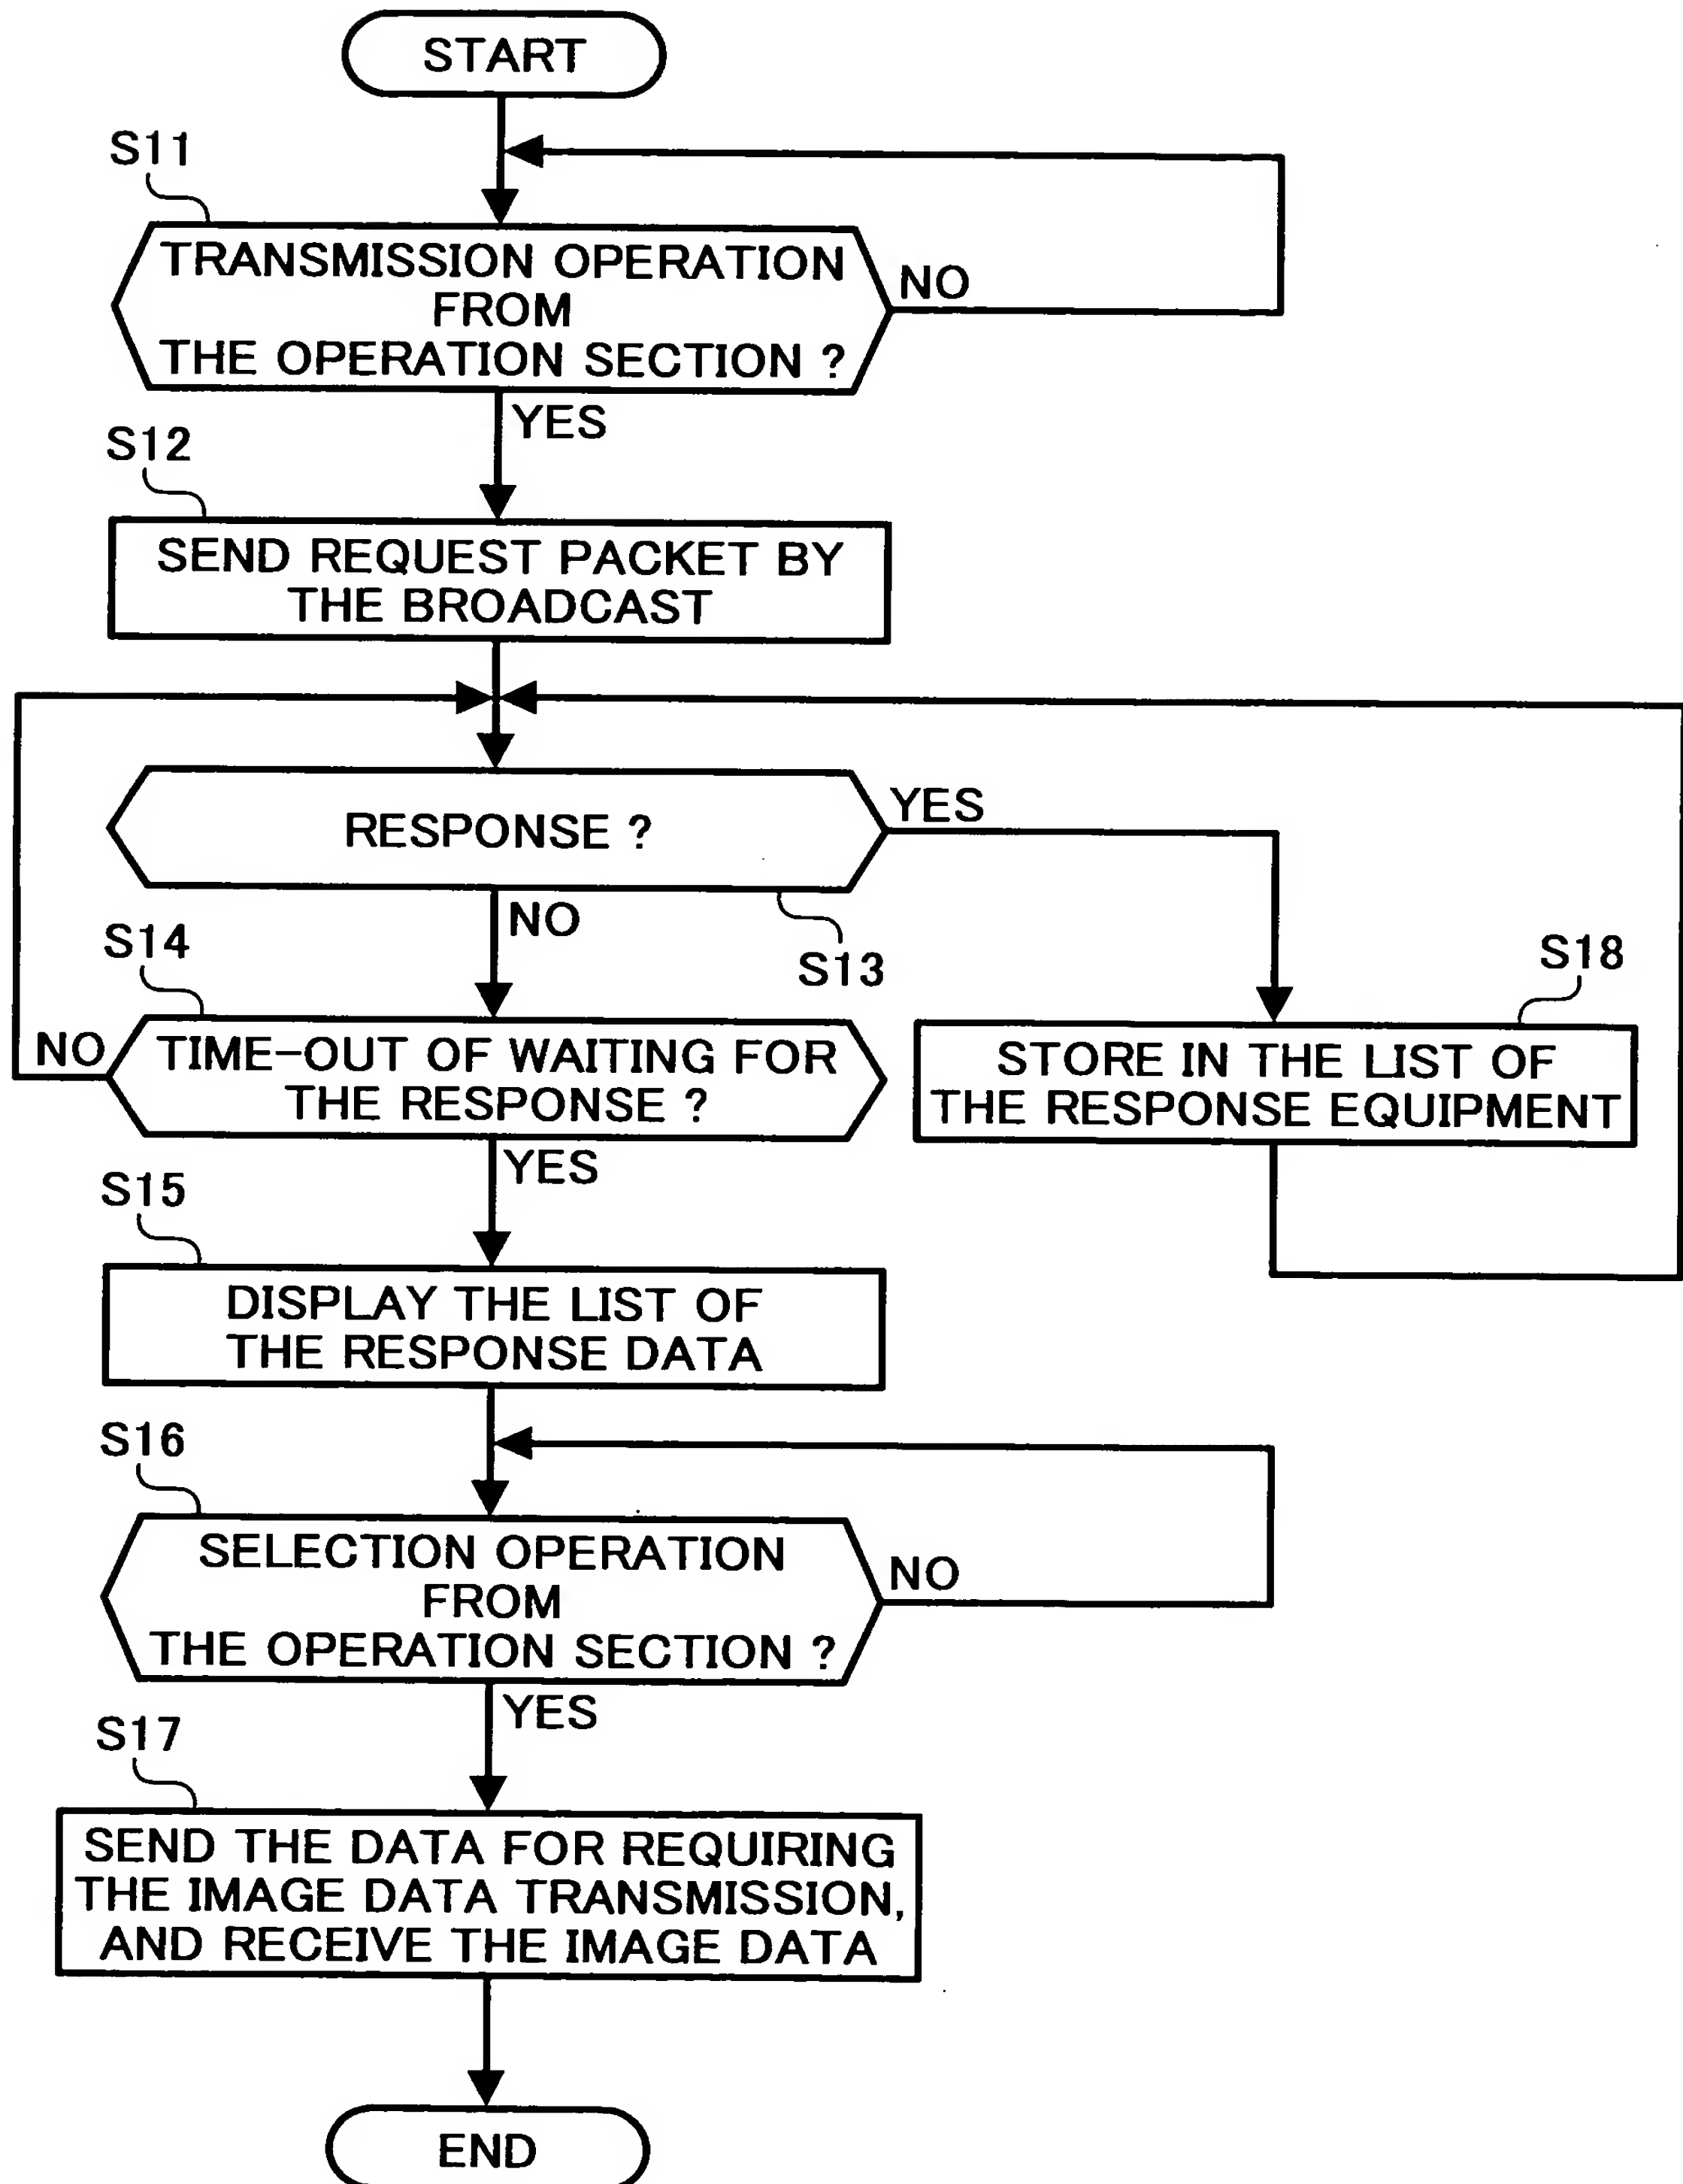 START
S11
TRANSMISSION OPERATION
FROM
THE OPERATION SECTION ?
NO
YES
S12
SEND REQUEST PACKET BY
THE BROADCAST
RESPONSE ?
YES
NO
S13
S14
NO
TIME-OUT OF WAITING FOR
THE RESPONSE ?
S18
STORE IN THE LIST OF
THE RESPONSE EQUIPMENT
YES
S15
DISPLAY THE LIST OF
THE RESPONSE DATA
S16
SELECTION OPERATION
FROM
THE OPERATION SECTION ?
NO
YES
S17
SEND THE DATA FOR REQUIRING
THE IMAGE DATA TRANSMISSION,
AND RECEIVE THE IMAGE DATA
END